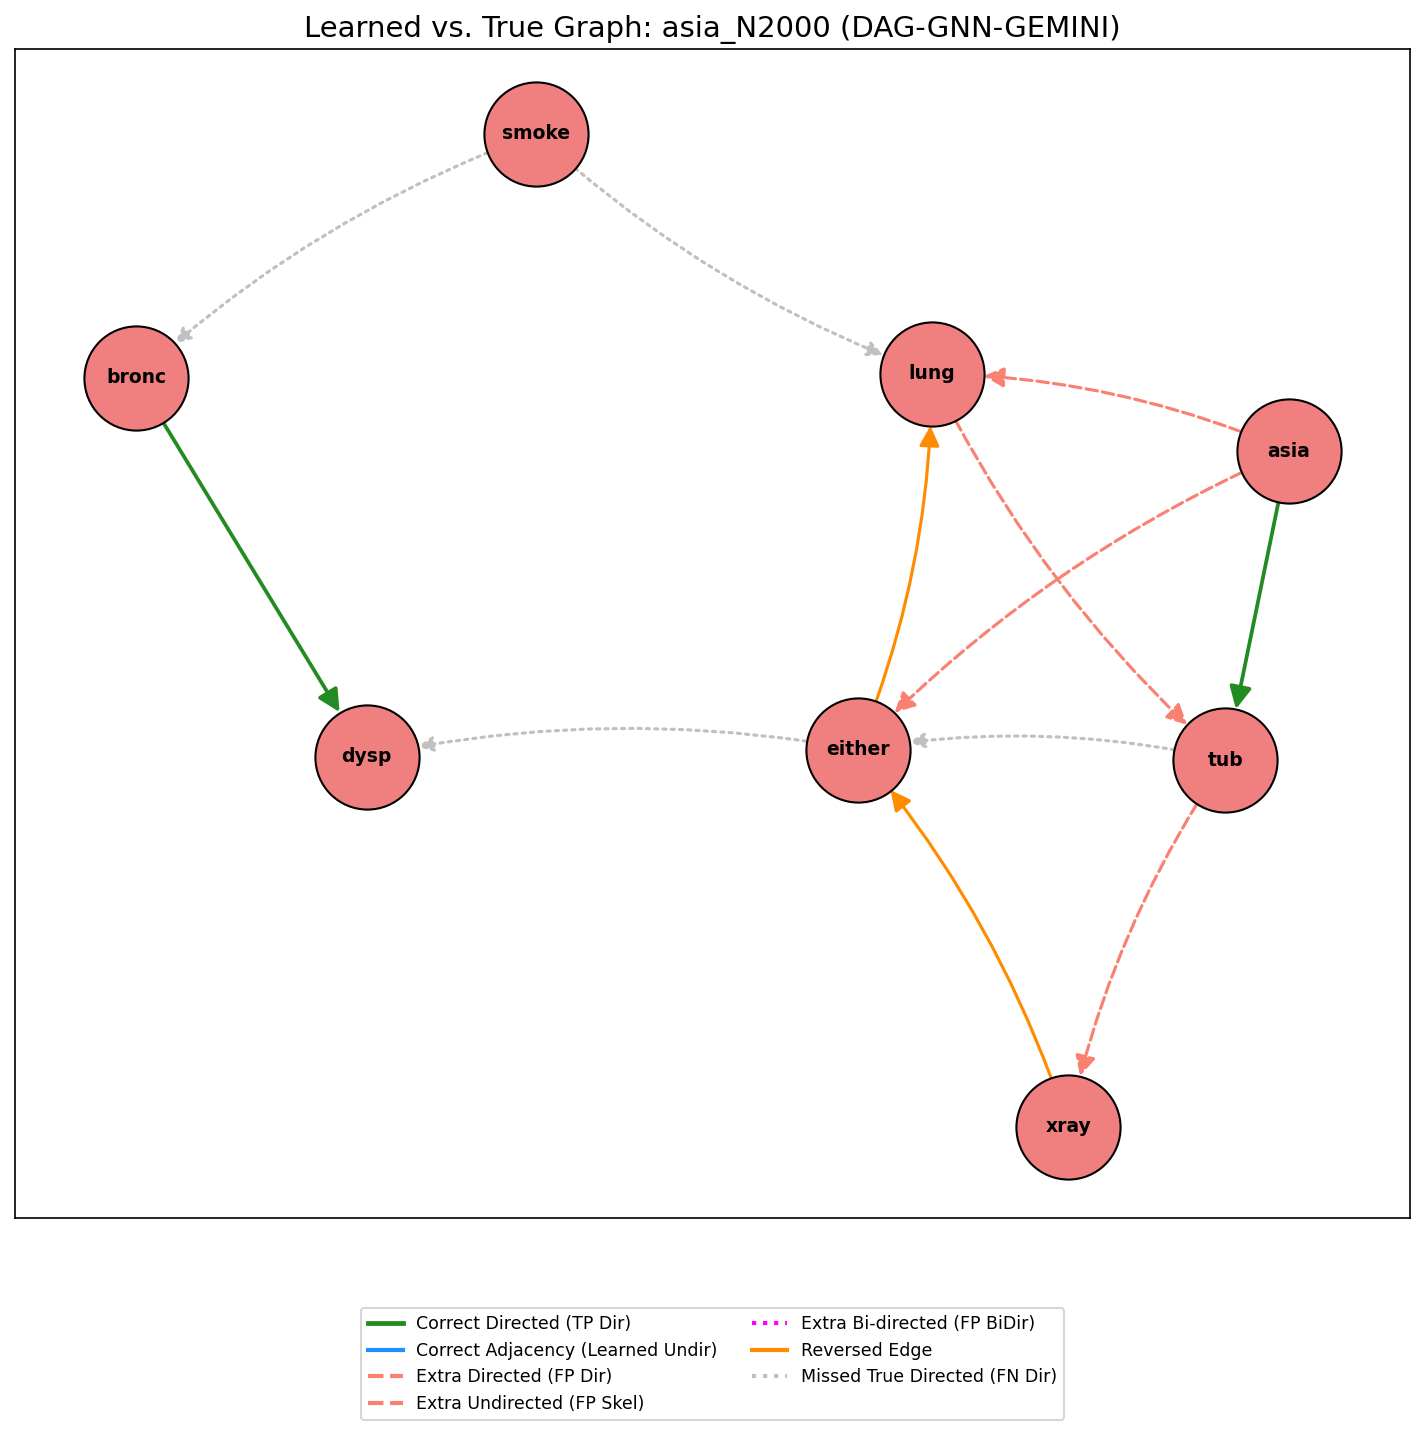 Learned vs. True Graph: asia_N2000 (DAG-GNN-GEMINI)
smoke
bronc
lung
asia
dysp
either
tub
xray
Correct Directed (TP Dir)
Correct Adjacency (Learned Undir)
Extra Directed (FP Dir)
Extra Undirected (FP Skel)
Extra Bi-directed (FP BiDir)
Reversed Edge
Missed True Directed (FN Dir)